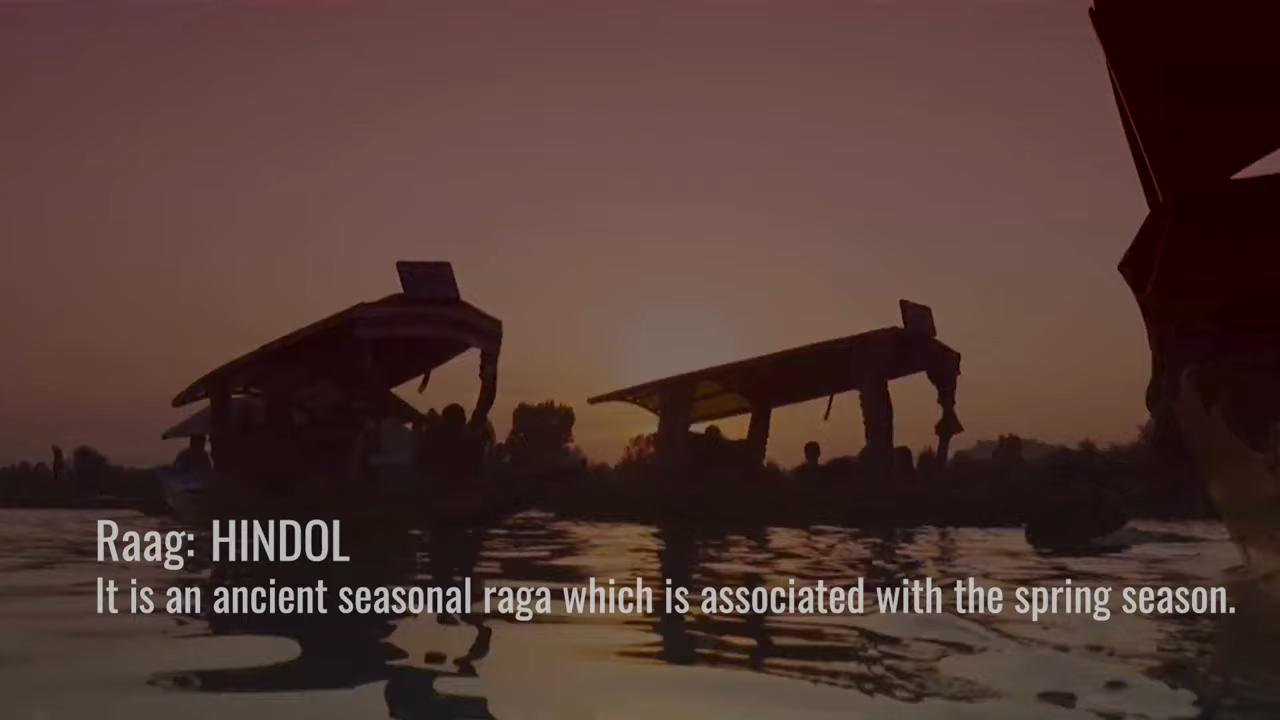 Raag: HINDOL
It is an ancient seasonal raga which is associated with the spring season.